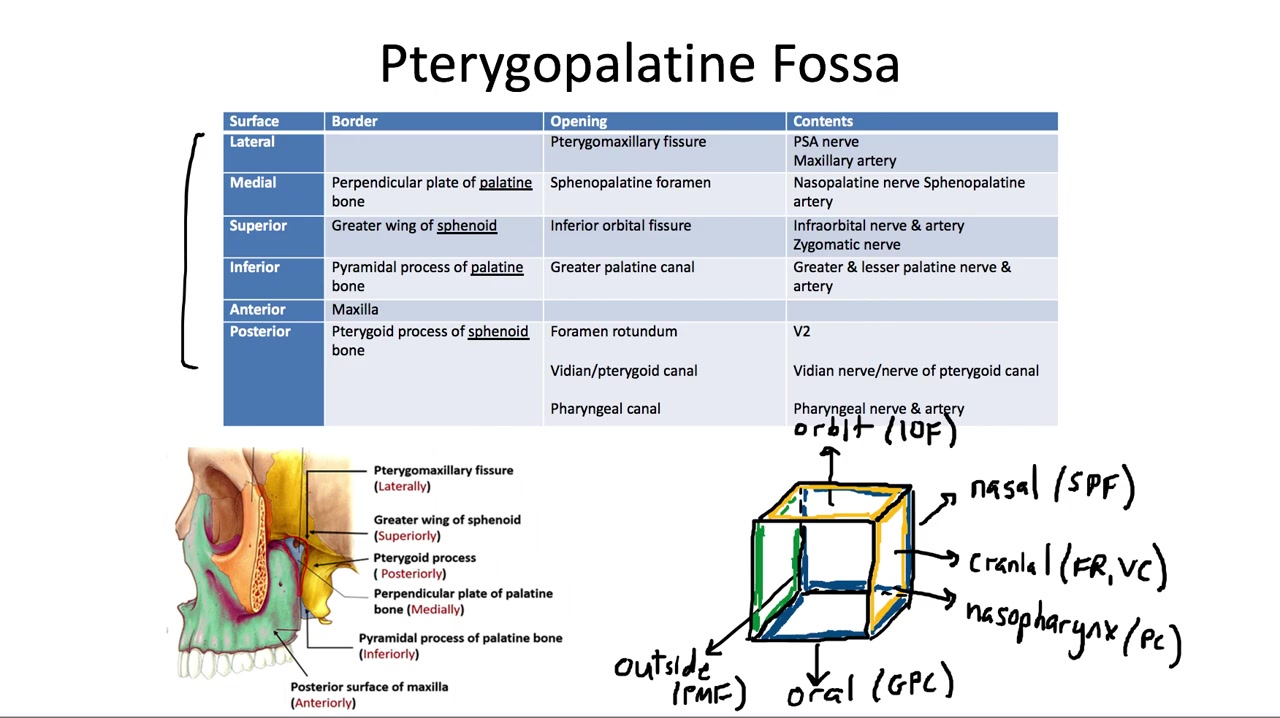 Pterygopalatine Fossa
Surface Border Opening Contents
Lateral Pterygomaxillary fissure PSA nerve
Maxillary artery
Medial Perpendicular plate of palatine Sphenopalatine foramen Nasopalatine nerve Sphenopalatine
bone artery
Superior Greater wing of sphenoid Inferior orbital fissure Infraorbital nerve & artery
Zygomatic nerve
Inferior Pyramidal process of palatine Greater palatine canal Greater & lesser palatine nerve &
bone artery
Anterior Maxilla
Posterior Pterygoid process of sphenoid Foramen rotundum V2
bone
Vidian/pterygoid canal Vidian nerve/nerve of pterygoid canal
Pharyngeal canal Pharyngeal nerve & artery
Pterygomaxillary fissure
(Laterally)
Greater wing of sphenoid
(Superiorly)
Pterygoid process
( Posteriorly)
Perpendicular plate of palatine
bone (Medially)
Pyramidal process of palatine bone
(Inferiorly)
Posterior surface of maxilla
(Anteriorly)
orbit (IOF)
nasal (SPF)
cranial (FR, VC)
nasopharynx (PC)
outside
(PMF)
oral (GPC)